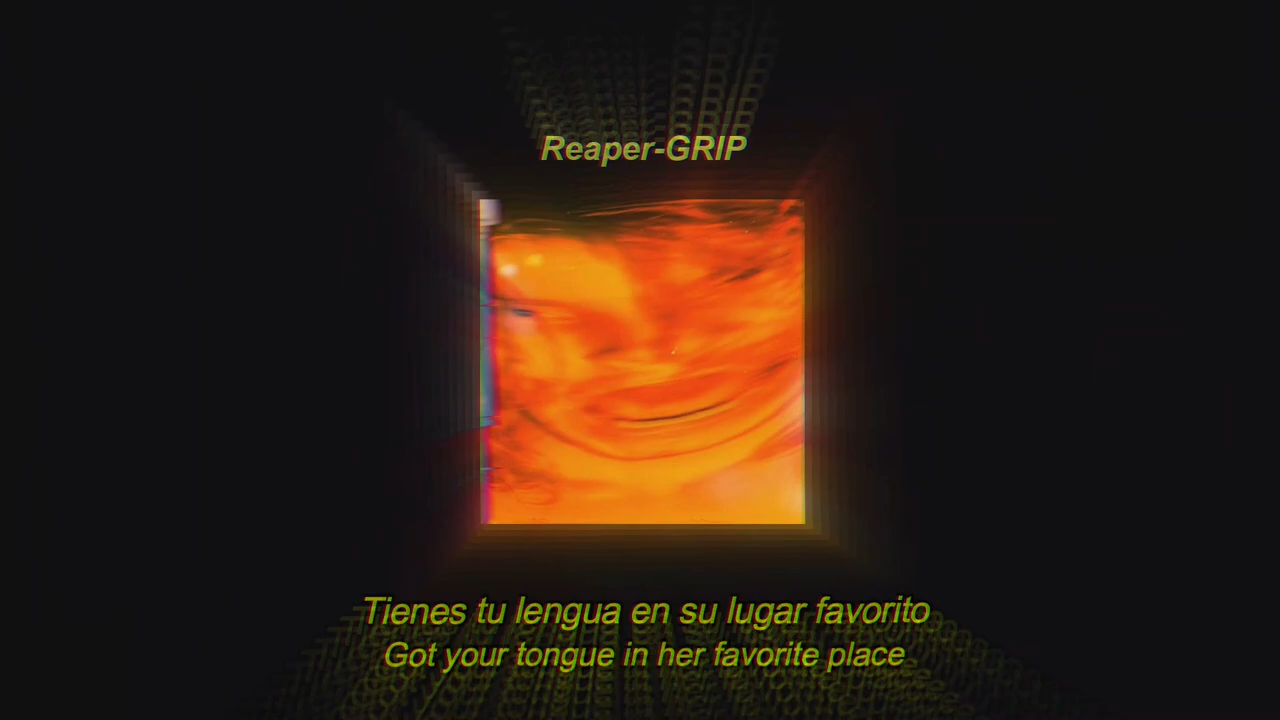 Reaper-GRIP
Tienes tu lengua en su lugar favorito
Got your tongue in her favorite place